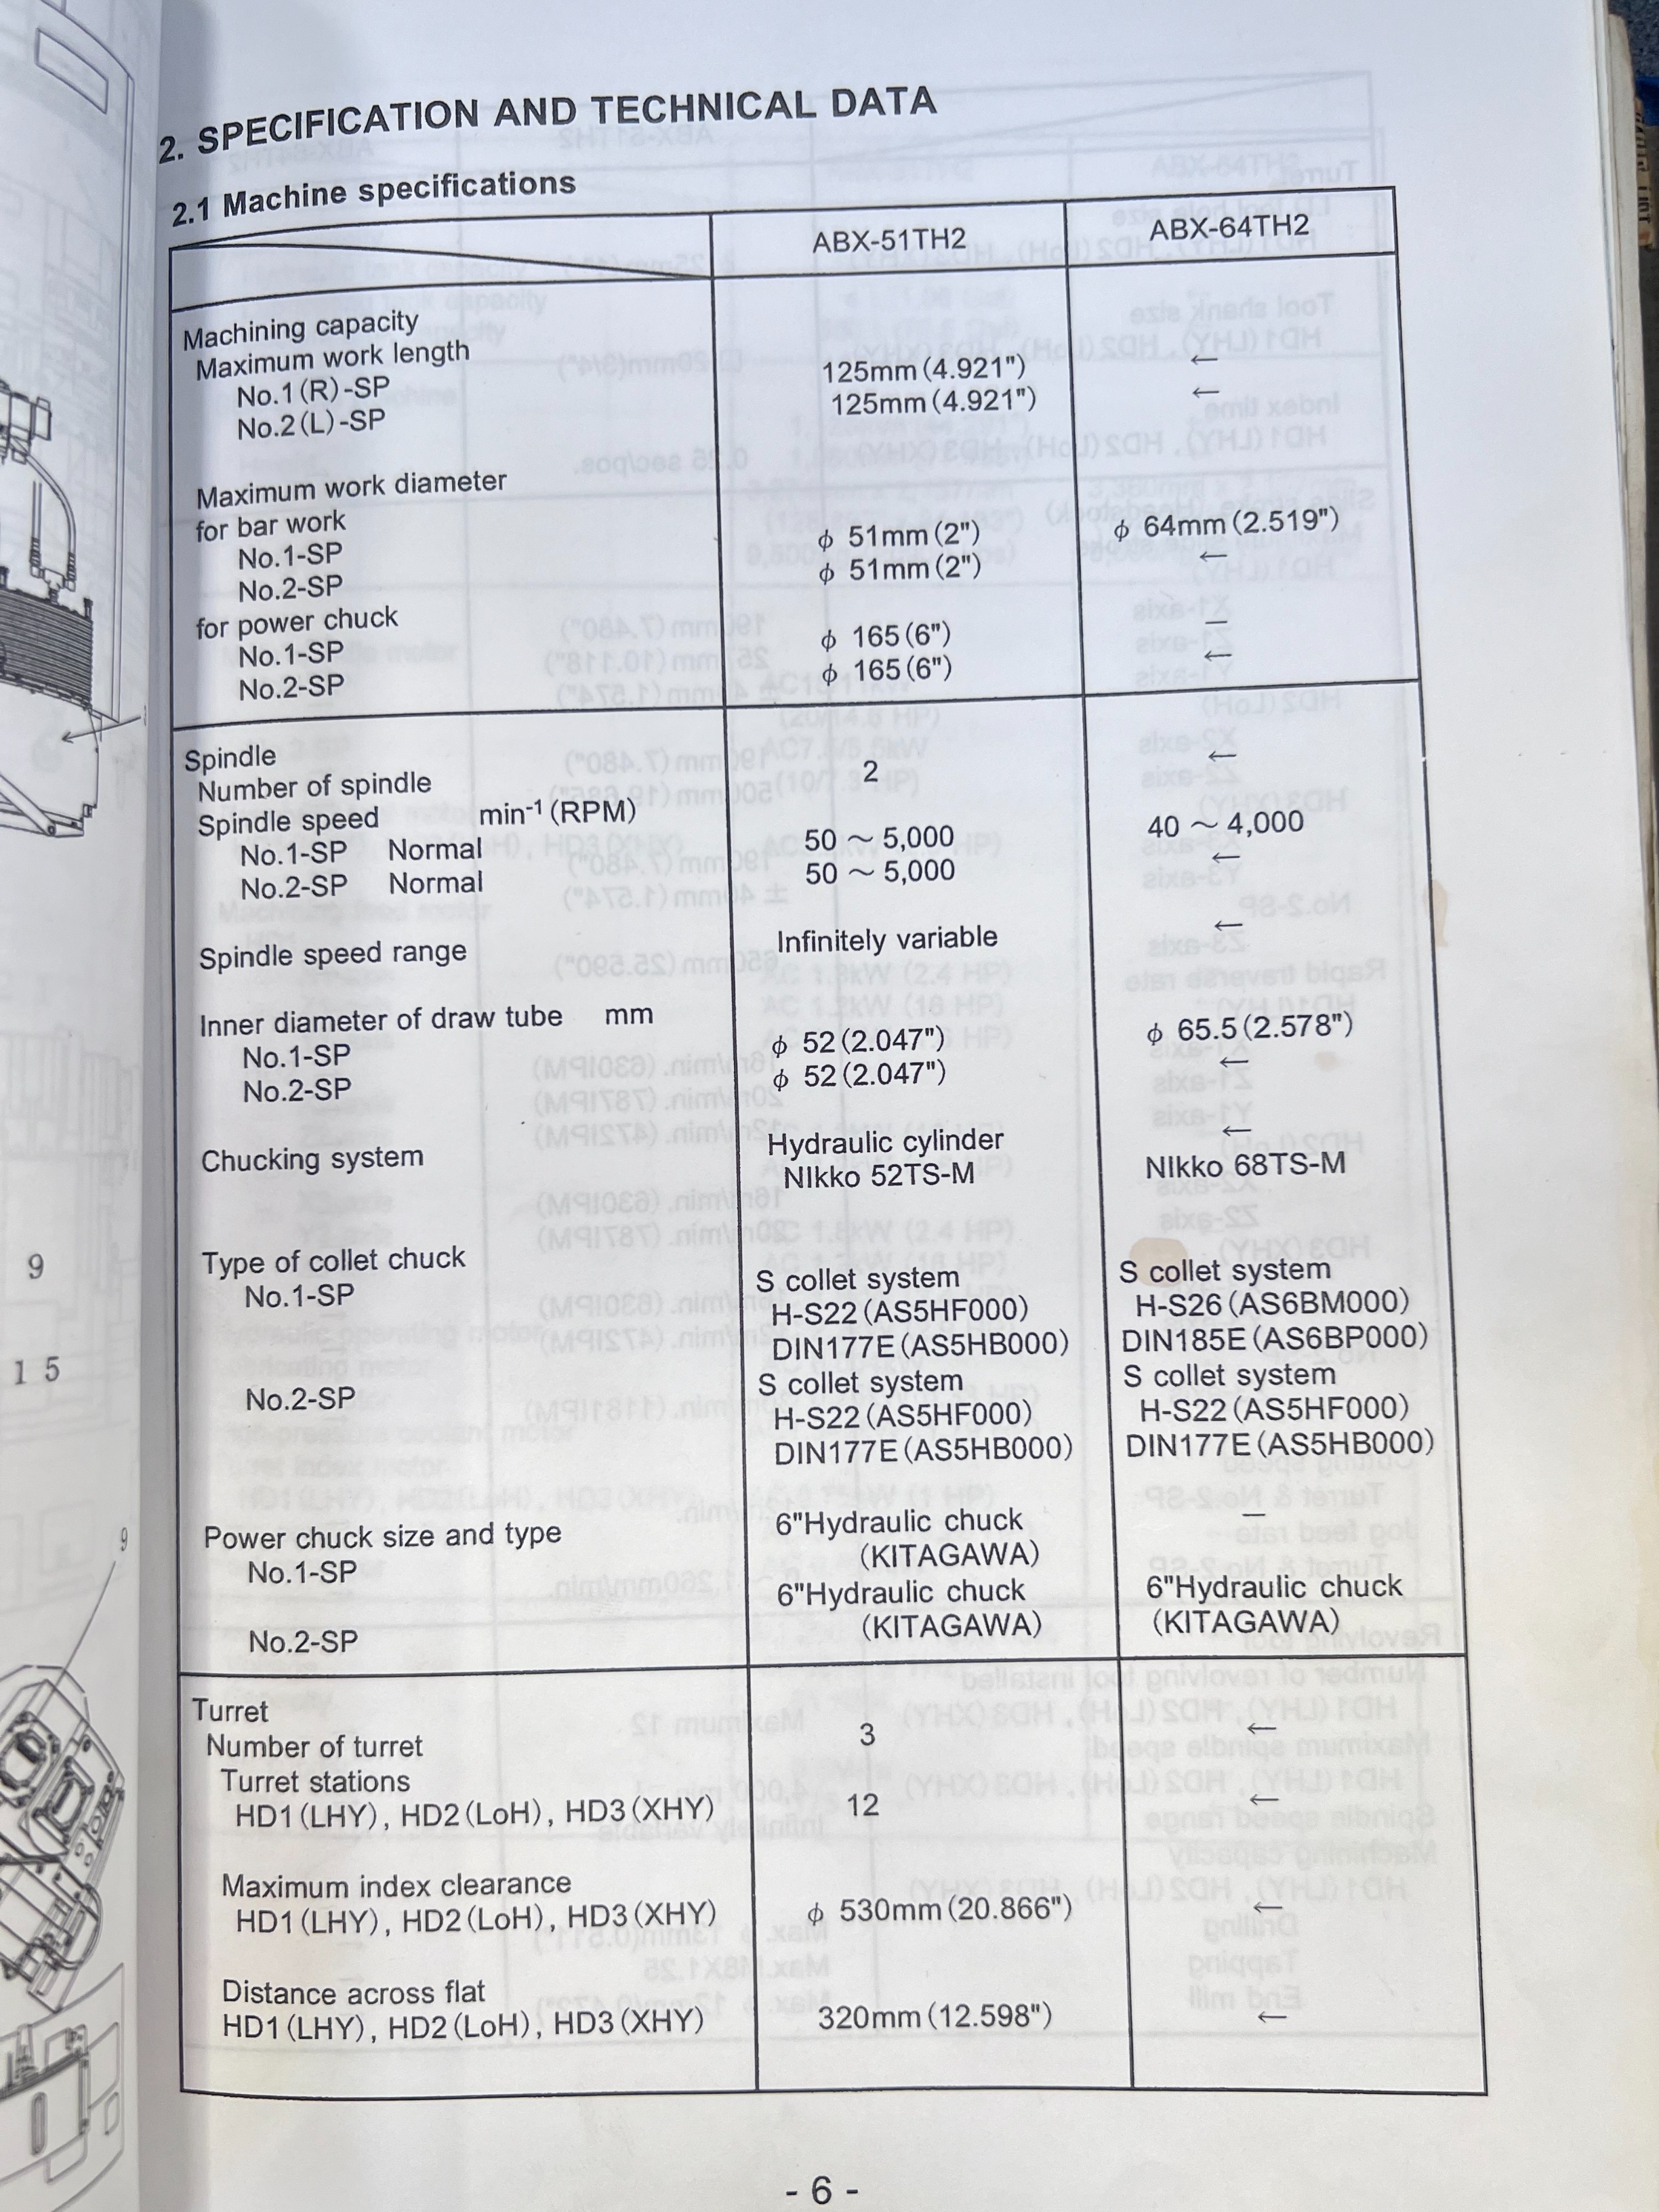 2. SPECIFICATION AND TECHNICAL DATA
2.1 Machine specifications
ABX-51TH2 ABX-64TH2
Machining capacity
Maximum work length
No.1(R)-SP 125mm(4.921") ←
No.2(L)-SP 125mm(4.921") ←
Maximum work diameter
for bar work
No.1-SP φ 51mm(2") φ 64mm(2.519")
No.2-SP φ 51mm(2") ←
for power chuck
No.1-SP φ 165(6") —
No.2-SP φ 165(6") ←
Spindle
Number of spindle 2 ←
Spindle speed min-1(RPM)
No.1-SP Normal 50 ~ 5,000 40 ~ 4,000
No.2-SP Normal 50 ~ 5,000 ←
Spindle speed range Infinitely variable ←
Inner diameter of draw tube mm
No.1-SP φ 52(2.047") φ 65.5(2.578")
No.2-SP φ 52(2.047") ←
Chucking system Hydraulic cylinder ←
NIkko 52TS-M NIkko 68TS-M
Type of collet chuck
No.1-SP S collet system S collet system
H-S22(AS5HF000) H-S26(AS6BM000)
DIN177E(AS5HB000) DIN185E(AS6BP000)
No.2-SP S collet system S collet system
H-S22(AS5HF000) H-S22(AS5HF000)
DIN177E(AS5HB000) DIN177E(AS5HB000)
Power chuck size and type
No.1-SP 6"Hydraulic chuck —
(KITAGAWA)
No.2-SP 6"Hydraulic chuck 6"Hydraulic chuck
(KITAGAWA) (KITAGAWA)
Turret
Number of turret 3 ←
Turret stations
HD1(LHY), HD2(LoH), HD3(XHY) 12 ←
Maximum index clearance
HD1(LHY), HD2(LoH), HD3(XHY) φ 530mm(20.866") ←
Distance across flat
HD1(LHY), HD2(LoH), HD3(XHY) 320mm(12.598") ←
- 6 -
9
15
9